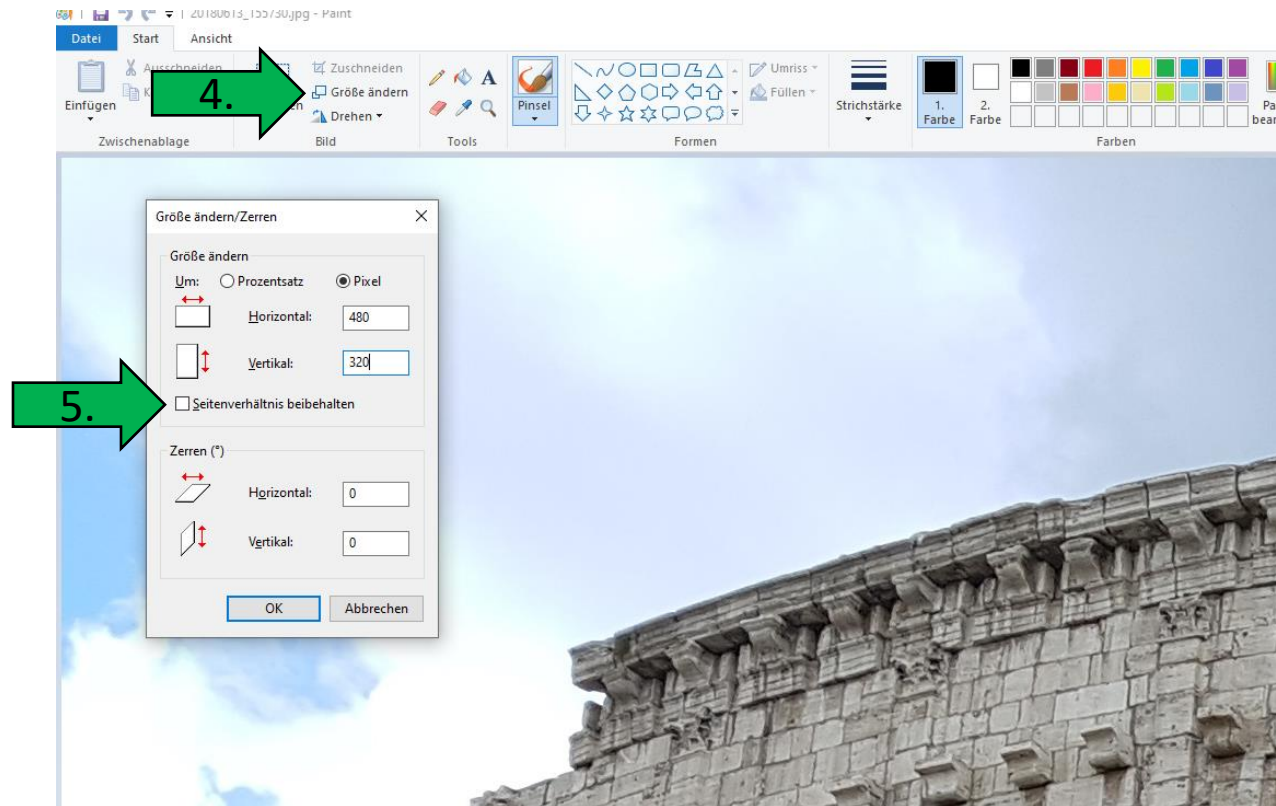 20180613_155730.jpg - Paint
Datei Start Ansicht
Einfügen
Ausschneiden
4.
Zuschneiden
Größe ändern
Drehen
A
Pinsel
Umriss
Füllen
Strichstärke
1.
Farbe
2.
Farbe
Zwischenablage Bild Tools Formen Farben
Größe ändern/Zerren
Größe ändern
Um: Prozentsatz Pixel
Horizontal: 480
Vertikal: 320
5.
Seitenverhältnis beibehalten
Zerren (°)
Horizontal: 0
Vertikal: 0
OK Abbrechen